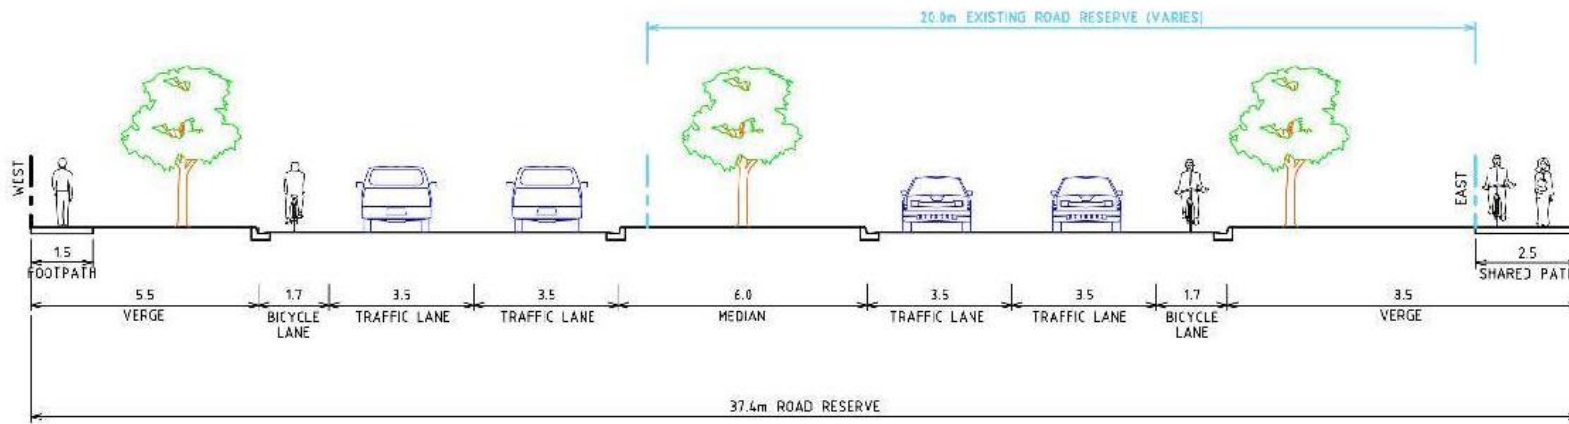 20.0m EXISTING ROAD RESERVE (VARIES)
WEST
EAST
1.5
FOOTPATH
2.5
SHARED PATH
5.5
VERGE
1.7
BICYCLE
LANE
3.5
TRAFFIC LANE
3.5
TRAFFIC LANE
6.0
MEDIAN
3.5
TRAFFIC LANE
3.5
TRAFFIC LANE
1.7
BICYCLE
LANE
8.5
VERGE
37.4m ROAD RESERVE